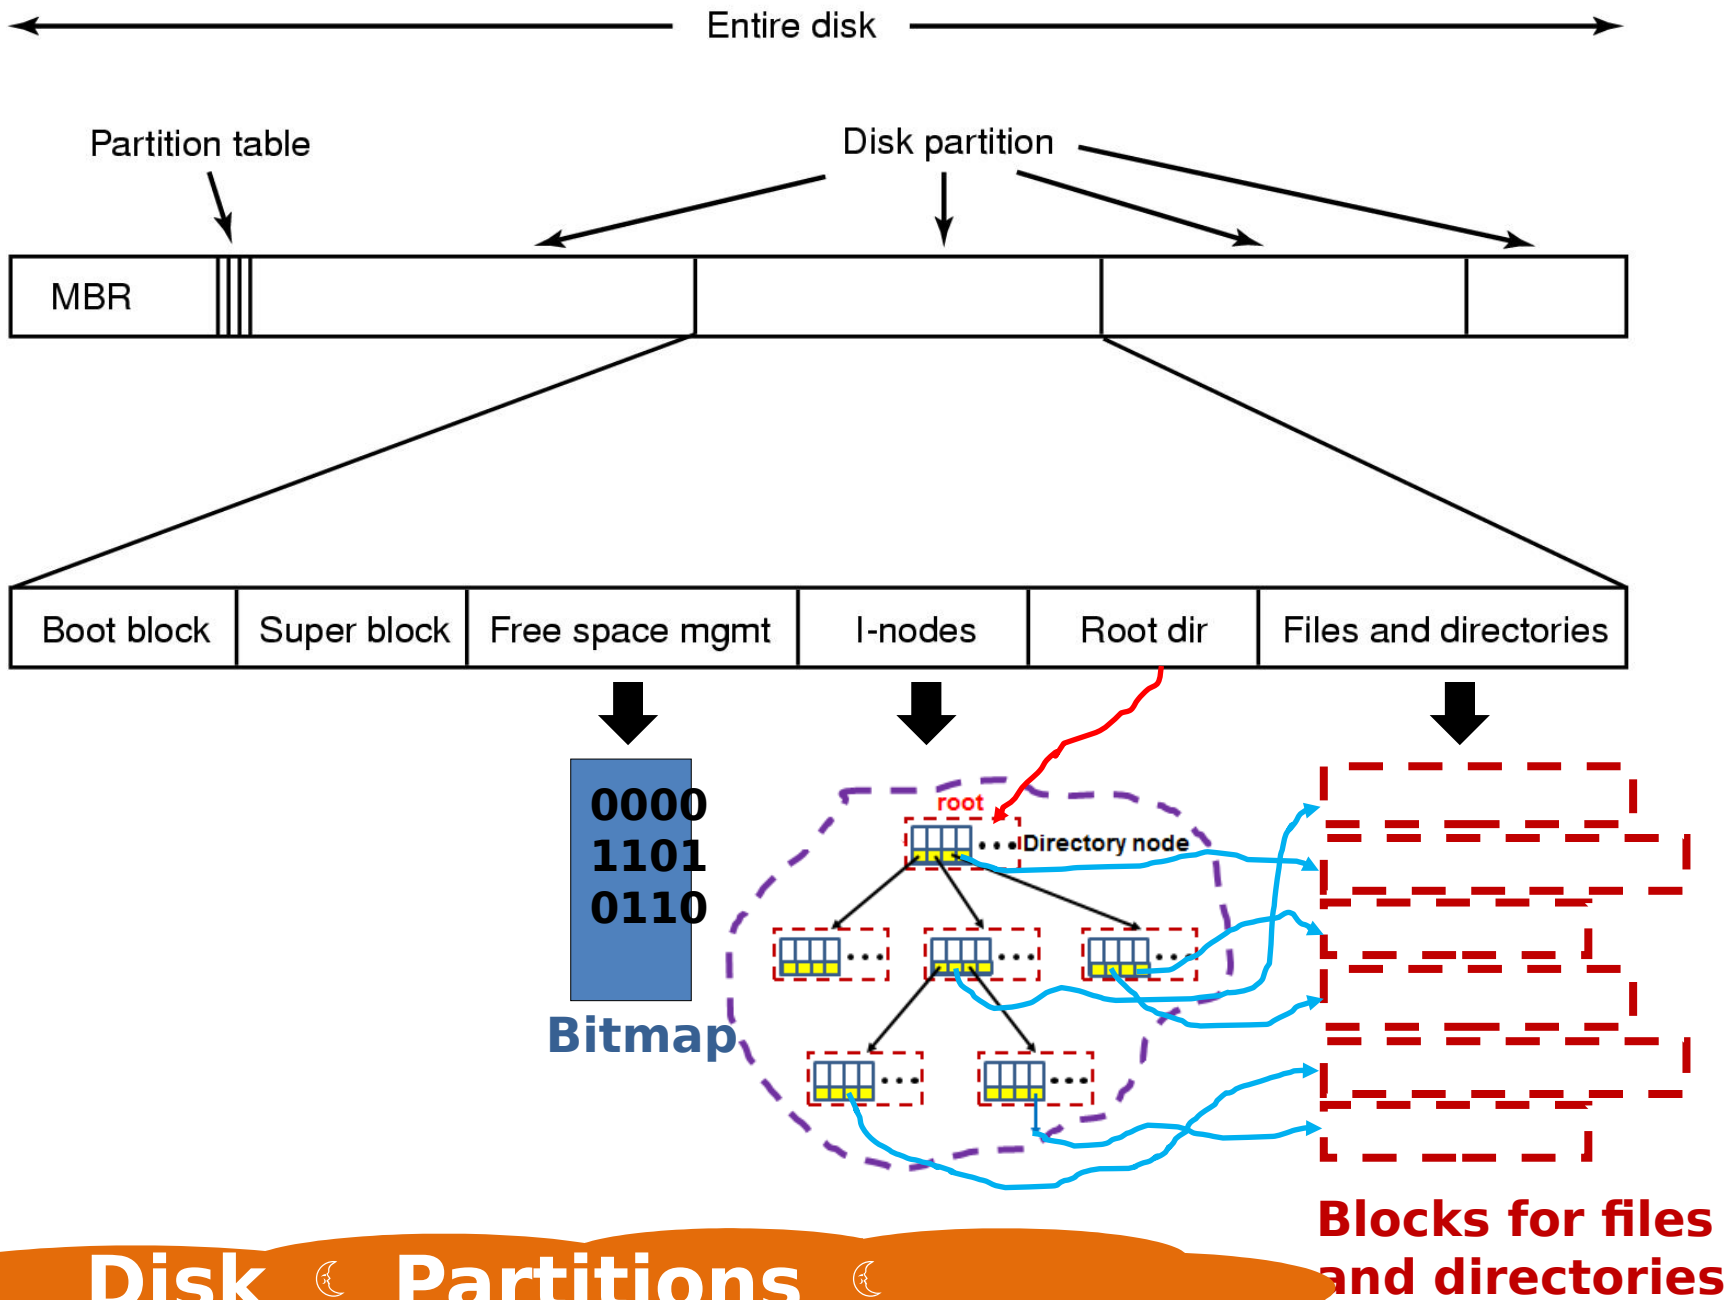 Entire disk
Partition table
Disk partition
MBR
Boot block
Super block
Free space mgmt
I-nodes
Root dir
Files and directories
0000
1101
0110
Bitmap
root
Directory node
Blocks for files
and directories
Disk ☾ Partitions ☾